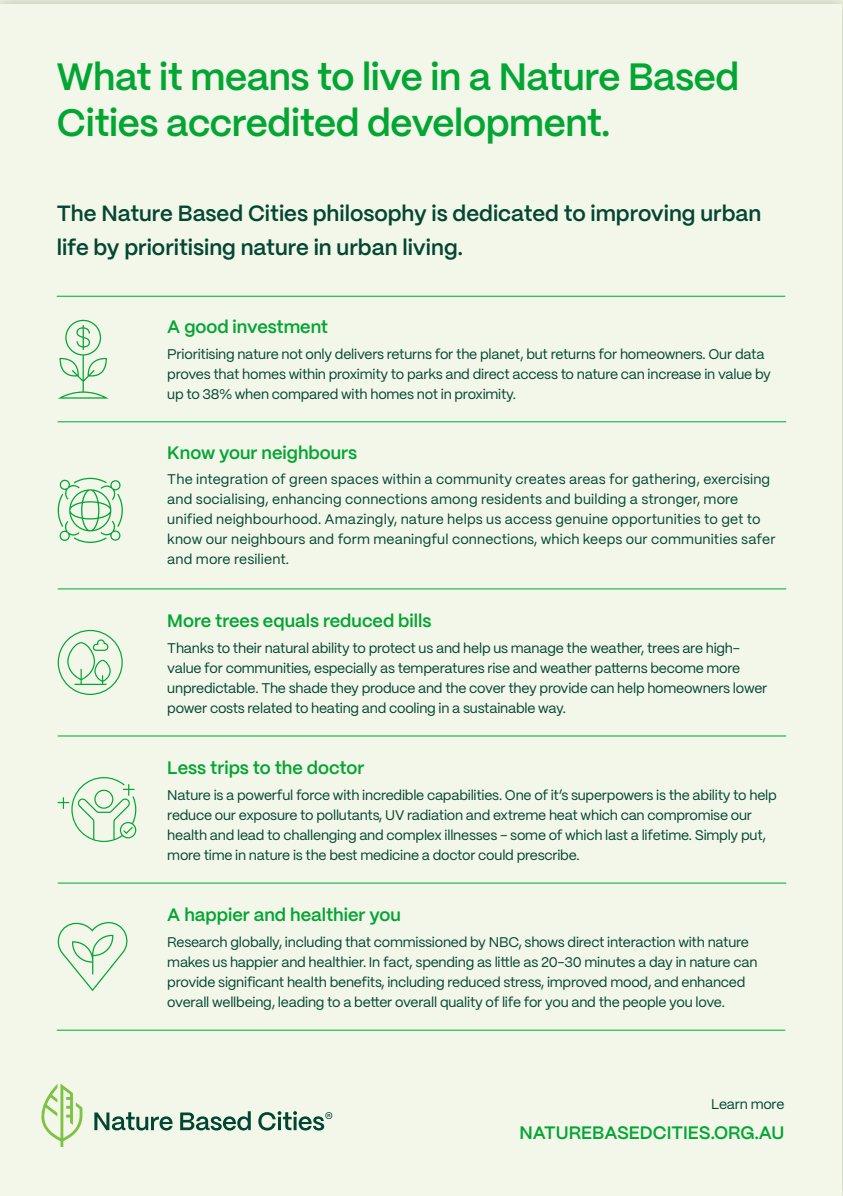 What it means to live in a Nature Based
Cities accredited development.
The Nature Based Cities philosophy is dedicated to improving urban
life by prioritising nature in urban living.
$
A good investment
Prioritising nature not only delivers returns for the planet, but returns for homeowners. Our data
proves that homes within proximity to parks and direct access to nature can increase in value by
up to 38% when compared with homes not in proximity.
Know your neighbours
The integration of green spaces within a community creates areas for gathering, exercising
and socialising, enhancing connections among residents and building a stronger, more
unified neighbourhood. Amazingly, nature helps us access genuine opportunities to get to
know our neighbours and form meaningful connections, which keeps our communities safer
and more resilient.
More trees equals reduced bills
Thanks to their natural ability to protect us and help us manage the weather, trees are high-
value for communities, especially as temperatures rise and weather patterns become more
unpredictable. The shade they produce and the cover they provide can help homeowners lower
power costs related to heating and cooling in a sustainable way.
Less trips to the doctor
Nature is a powerful force with incredible capabilities. One of it's superpowers is the ability to help
reduce our exposure to pollutants, UV radiation and extreme heat which can compromise our
health and lead to challenging and complex illnesses – some of which last a lifetime. Simply put,
more time in nature is the best medicine a doctor could prescribe.
A happier and healthier you
Research globally, including that commissioned by NBC, shows direct interaction with nature
makes us happier and healthier. In fact, spending as little as 20–30 minutes a day in nature can
provide significant health benefits, including reduced stress, improved mood, and enhanced
overall wellbeing, leading to a better overall quality of life for you and the people you love.
Nature Based Cities®
Learn more
NATUREBASEDCITIES.ORG.AU